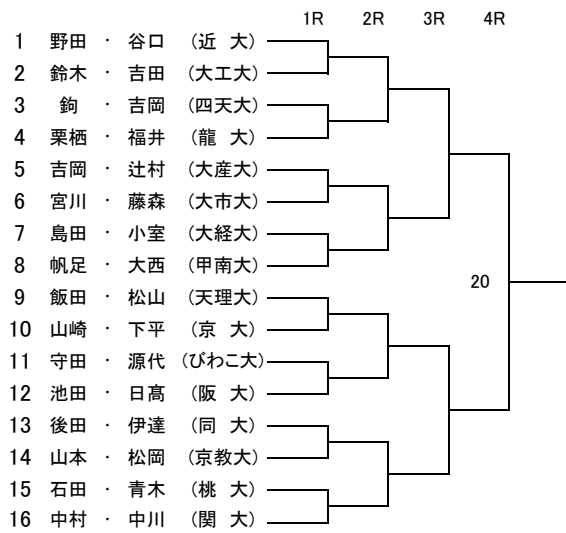 1R 2R 3R 4R
1 野田 ・ 谷口 (近 大)
2 鈴木 ・ 吉田 (大工大)
3 鉤 ・ 吉岡 (四天大)
4 栗栖 ・ 福井 (龍 大)
5 吉岡 ・ 辻村 (大産大)
6 宮川 ・ 藤森 (大市大)
7 島田 ・ 小室 (大経大)
8 帆足 ・ 大西 (甲南大)
20
9 飯田 ・ 松山 (天理大)
10 山崎 ・ 下平 (京 大)
11 守田 ・ 源代 (びわこ大)
12 池田 ・ 日髙 (阪 大)
13 後田 ・ 伊達 (同 大)
14 山本 ・ 松岡 (京教大)
15 石田 ・ 青木 (桃 大)
16 中村 ・ 中川 (関 大)